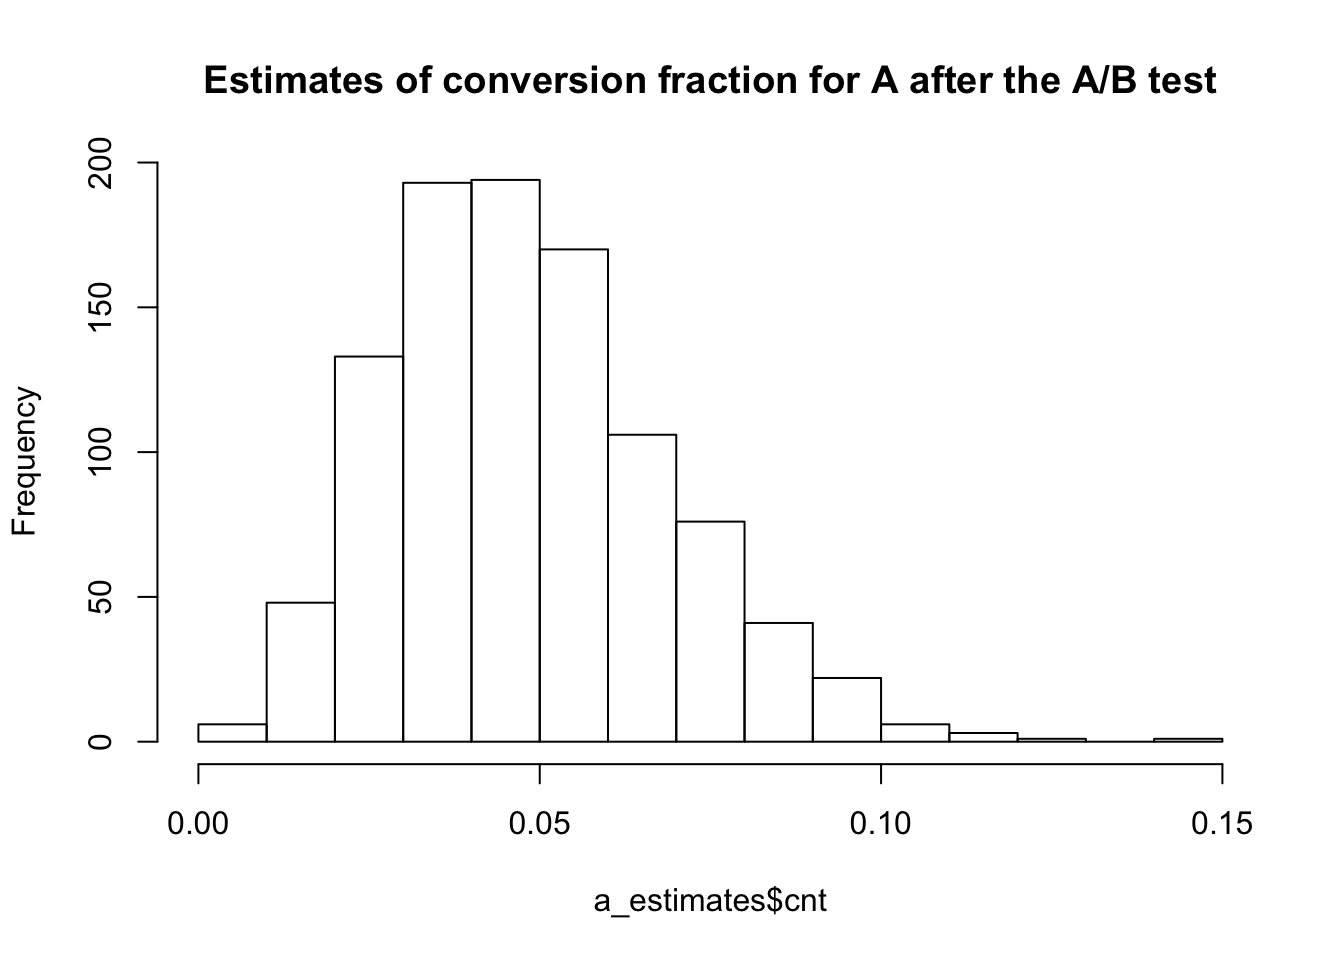 Estimates of conversion fraction for A after the A/B test
Frequency
200
150
100
50
0
0.00 0.05 0.10 0.15
a_estimates$cnt